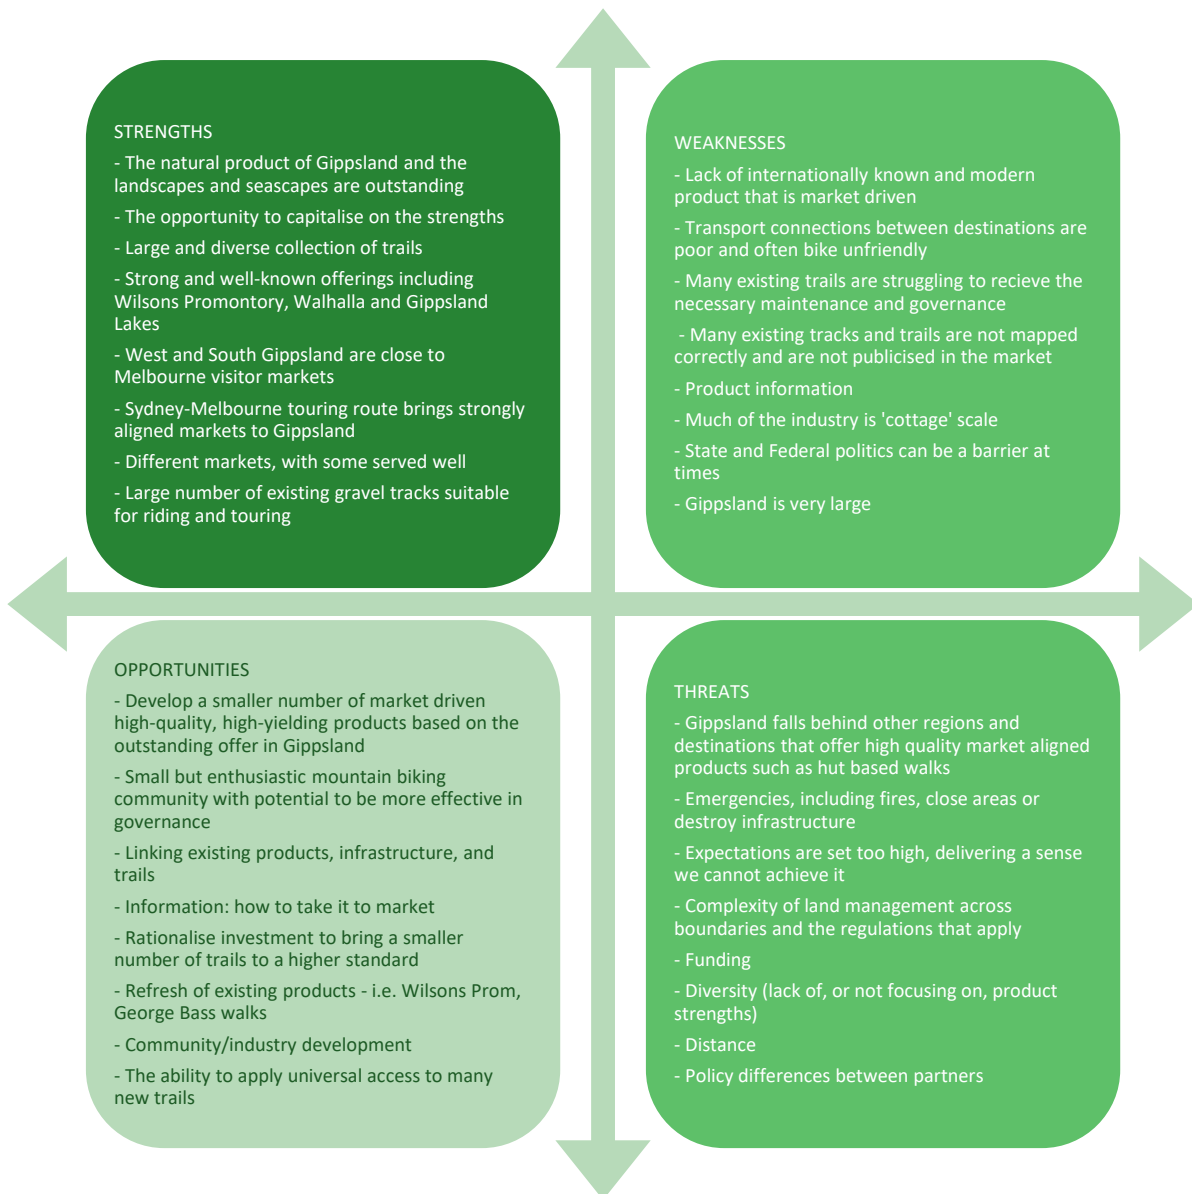 STRENGTHS
- The natural product of Gippsland and the
landscapes and seascapes are outstanding
- The opportunity to capitalise on the strengths
- Large and diverse collection of trails
- Strong and well-known offerings including
Wilsons Promontory, Walhalla and Gippsland
Lakes
- West and South Gippsland are close to
Melbourne visitor markets
- Sydney-Melbourne touring route brings strongly
aligned markets to Gippsland
- Different markets, with some served well
- Large number of existing gravel tracks suitable
for riding and touring
WEAKNESSES
- Lack of internationally known and modern
product that is market driven
- Transport connections between destinations are
poor and often bike unfriendly
- Many existing trails are struggling to recieve the
necessary maintenance and governance
- Many existing tracks and trails are not mapped
correctly and are not publicised in the market
- Product information
- Much of the industry is 'cottage' scale
- State and Federal politics can be a barrier at
times
- Gippsland is very large
OPPORTUNITIES
- Develop a smaller number of market driven
high-quality, high-yielding products based on the
outstanding offer in Gippsland
- Small but enthusiastic mountain biking
community with potential to be more effective in
governance
- Linking existing products, infrastructure, and
trails
- Information: how to take it to market
- Rationalise investment to bring a smaller
number of trails to a higher standard
- Refresh of existing products - i.e. Wilsons Prom,
George Bass walks
- Community/industry development
- The ability to apply universal access to many
new trails
THREATS
- Gippsland falls behind other regions and
destinations that offer high quality market aligned
products such as hut based walks
- Emergencies, including fires, close areas or
destroy infrastructure
- Expectations are set too high, delivering a sense
we cannot achieve it
- Complexity of land management across
boundaries and the regulations that apply
- Funding
- Diversity (lack of, or not focusing on, product
strengths)
- Distance
- Policy differences between partners